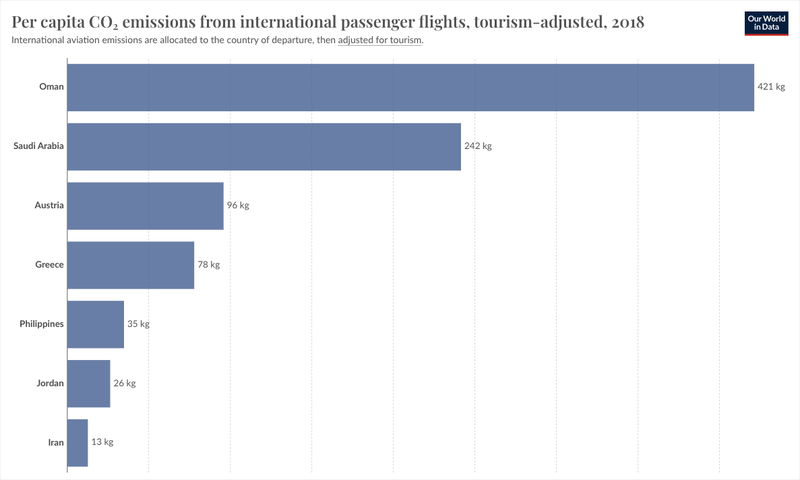 Per capita CO₂ emissions from international passenger flights, tourism-adjusted, 2018
Our World
in Data
International aviation emissions are allocated to the country of departure, then adjusted for tourism.
Oman 421 kg
Saudi Arabia 242 kg
Austria 96 kg
Greece 78 kg
Philippines 35 kg
Jordan 26 kg
Iran 13 kg